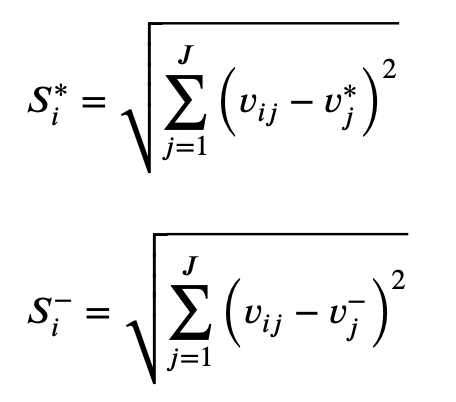 $S_i^* = \sqrt{\sum_{j=1}^{J} \left( v_{ij} - v_j^* \right)^2}$
$S_i^- = \sqrt{\sum_{j=1}^{J} \left( v_{ij} - v_j^- \right)^2}$